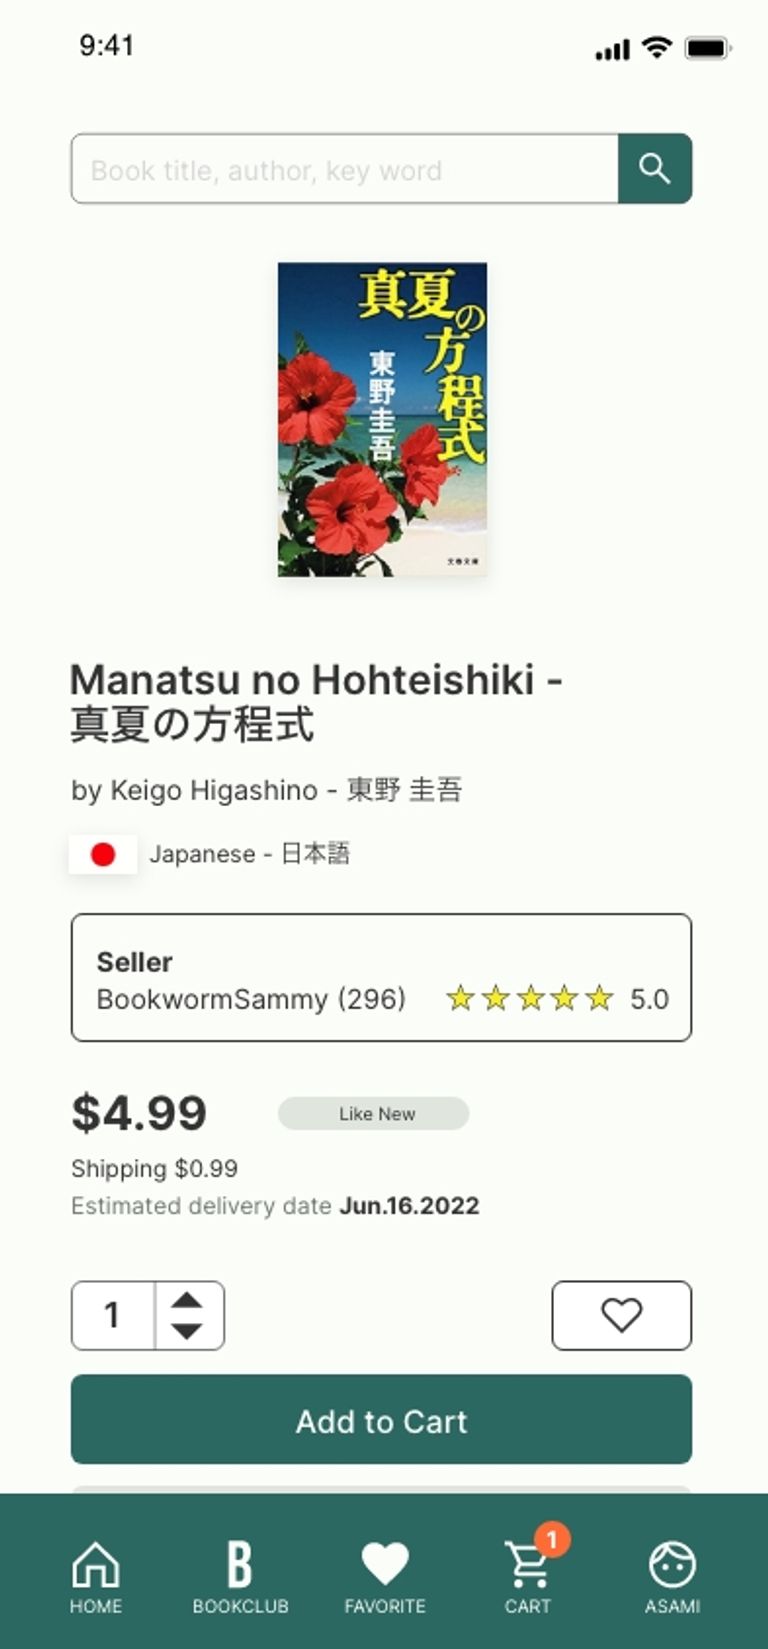 9:41
Book title, author, key word
真夏の方程式
東野圭吾
文春文庫
Manatsu no Hohteishiki -
真夏の方程式
by Keigo Higashino - 東野 圭吾
Japanese - 日本語
Seller
BookwormSammy (296) 5.0
$4.99 Like New
Shipping $0.99
Estimated delivery date Jun.16.2022
1
Add to Cart
1
HOME B BOOKCLUB FAVORITE CART ASAMI